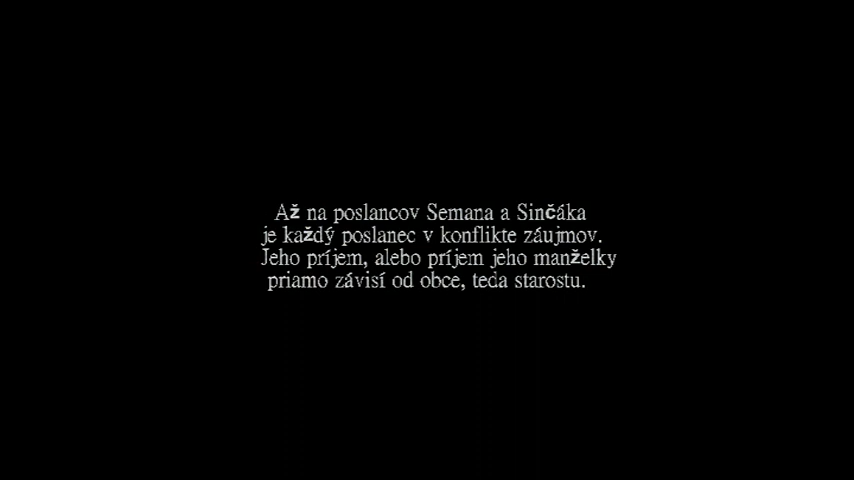 Až na poslancov Semana a Sinčáka
je každý poslanec v konflikte záujmov.
Jeho príjem, alebo príjem jeho manželky
priamo závisí od obce, teda starostu.